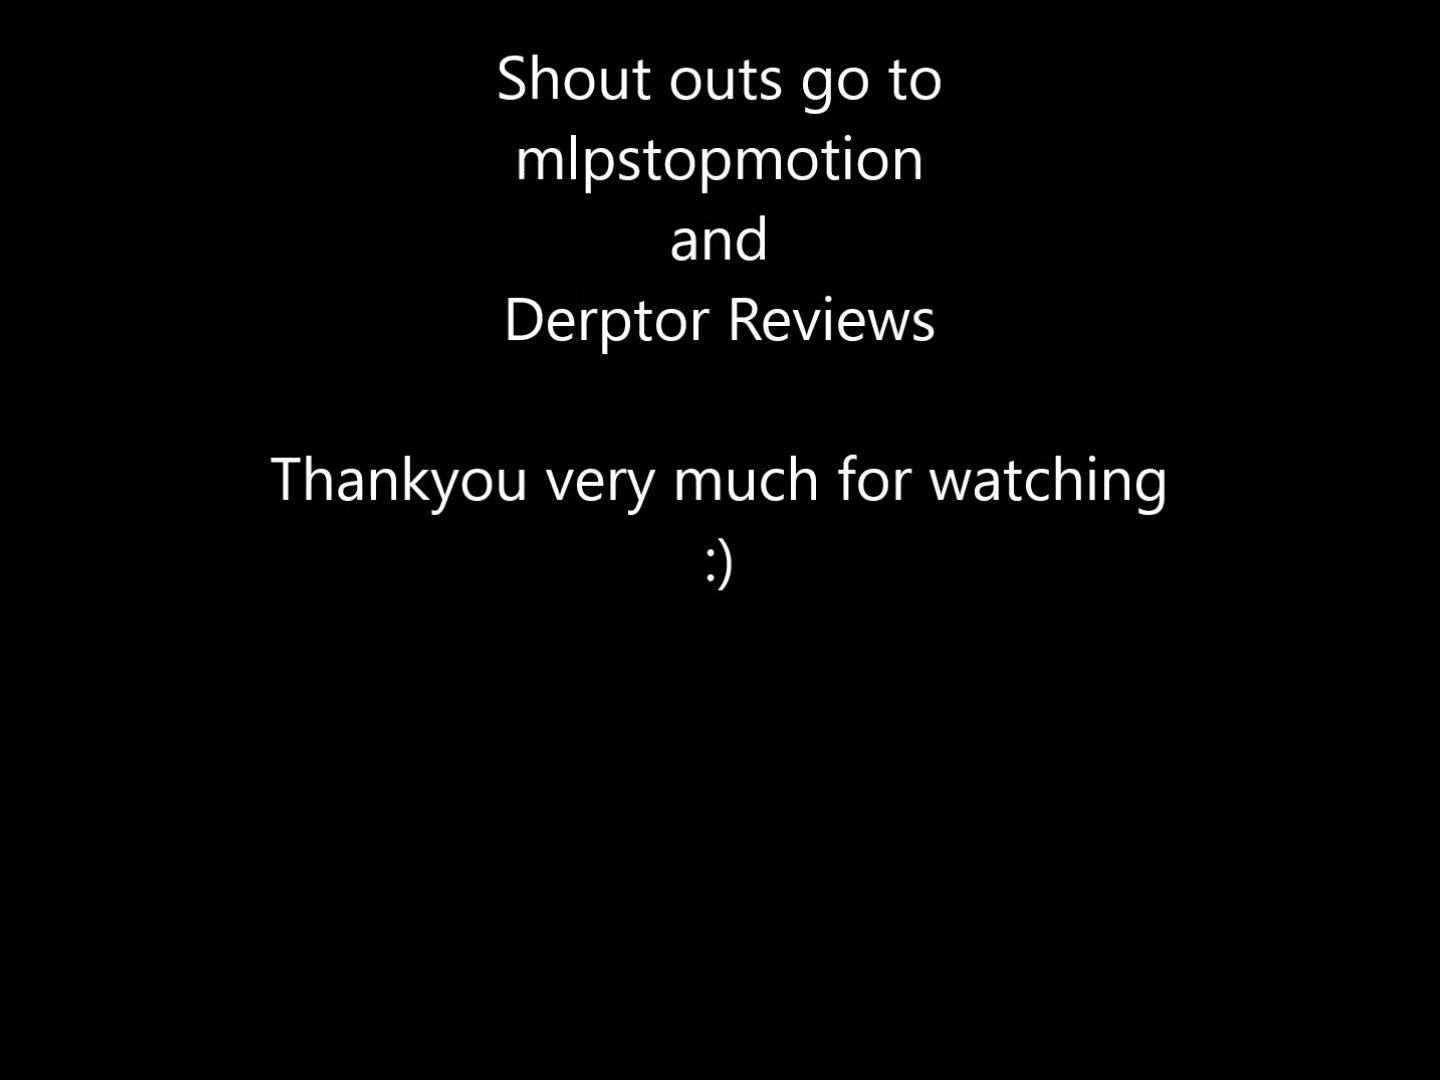 Shout outs go to
mlpstopmotion
and
Derptor Reviews
Thankyou very much for watching
:)